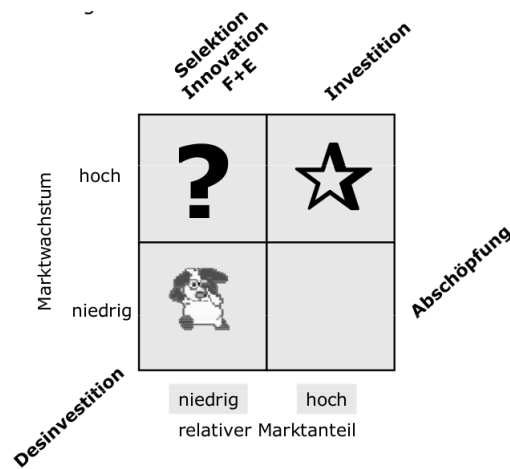 Selektion
Innovation
F+E
Investition
?
Marktwachstum
hoch
niedrig
Abschöpfung
Desinvestition
niedrig
hoch
relativer Marktanteil